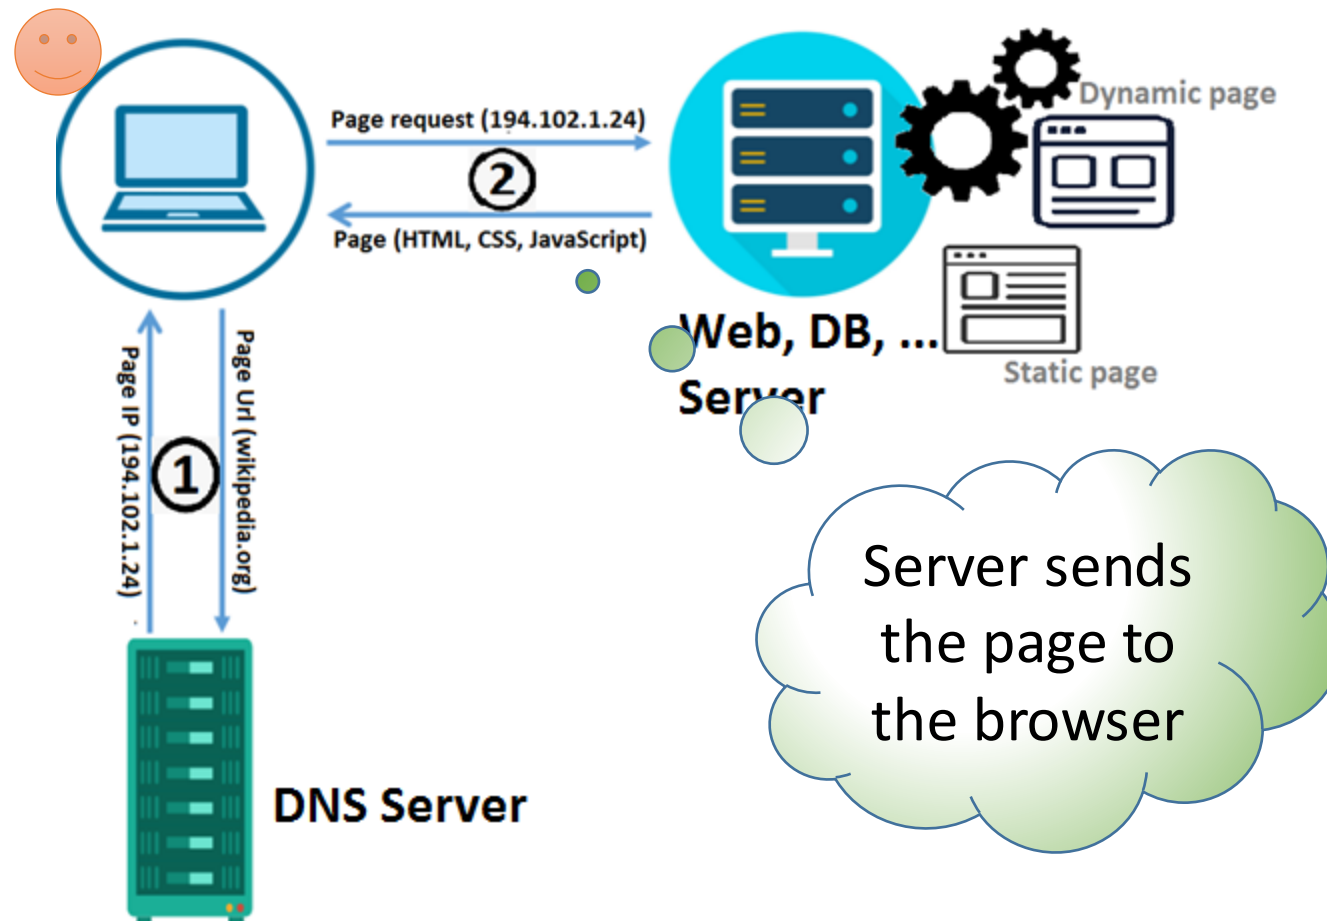 Page request (194.102.1.24)
2
Page (HTML, CSS, JavaScript)
Dynamic page
Static page
Web, DB, ...
Server
Page IP (194.102.1.24)
1
Page Url (wikipedia.org)
DNS Server
Server sends
the page to
the browser